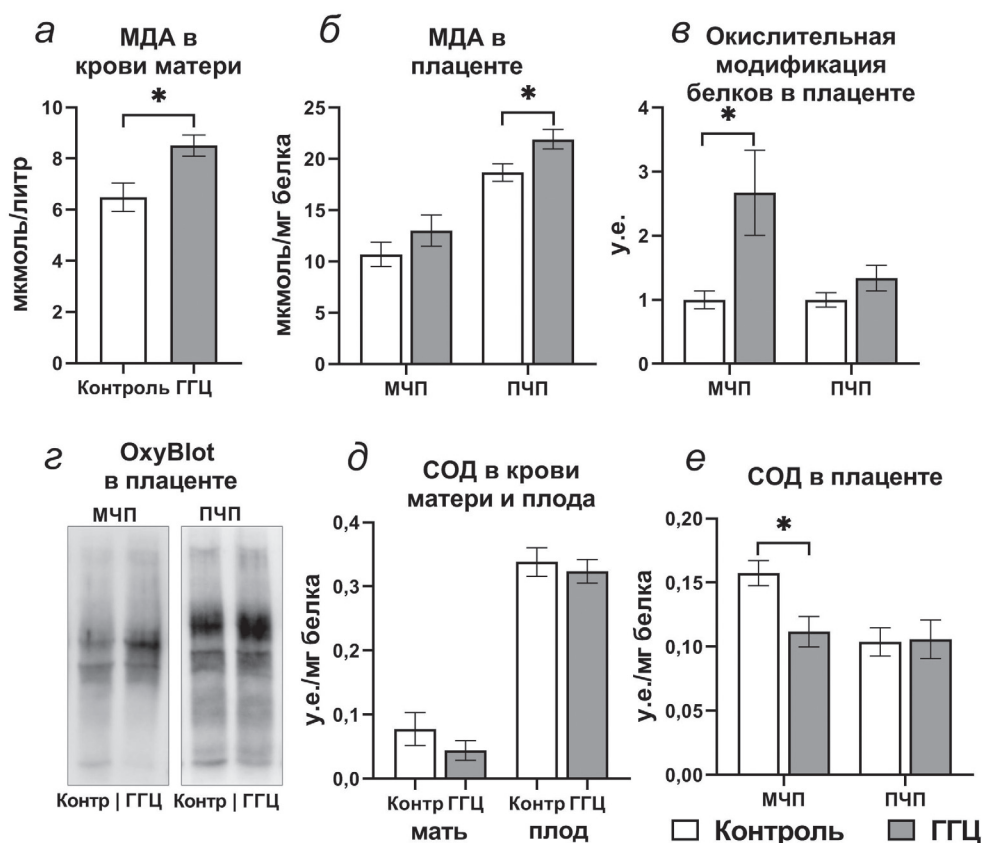 а
МДА в
крови матери
*
мкмоль/литр
10
8
6
4
2
0
Контроль ГГЦ
б
МДА в
плаценте
*
мкмоль/мг белка
25
20
15
10
5
0
МЧП
ПЧП
в
Окислительная
модификация
белков в плаценте
*
у.е.
4
3
2
1
0
МЧП
ПЧП
г
OxyBlot
в плаценте
МЧП
ПЧП
Контр | ГГЦ
Контр | ГГЦ
д
СОД в крови
матери и плода
у.е./мг белка
0,4
0,3
0,2
0,1
0,0
Контр ГГЦ
Контр ГГЦ
мать
плод
е
СОД в плаценте
*
у.е./мг белка
0,20
0,15
0,10
0,05
0,00
МЧП
ПЧП
Контроль
ГГЦ